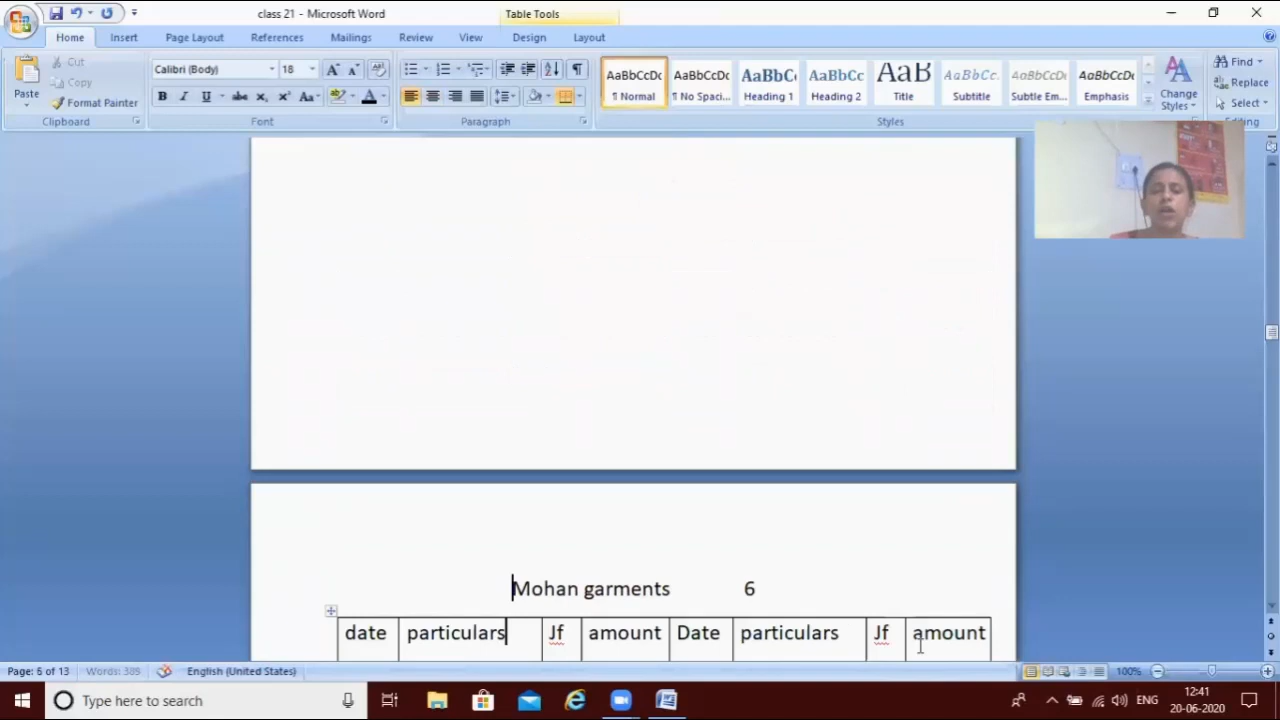 class 21 - Microsoft Word
Table Tools
Home Insert Page Layout References Mailings Review View Design Layout
Paste
Cut
Copy
Format Painter
Clipboard
Calibri (Body) 18
Font
Paragraph
AaBbCcDc AaBbCcDc AaBbC AaBbCc AaB AaBbCc. AaBbCcDc AaBbCcDc
¶ Normal ¶ No Spaci... Heading 1 Heading 2 Title Subtitle Subtle Em... Emphasis
Change Styles
Styles
Find
Replace
Select
Editing
Mohan garments 6
date particulars Jf amount Date particulars Jf amount
Page: 6 of 13 Words: 385 English (United States) 100%
Type here to search
ENG
12:41
20-06-2020